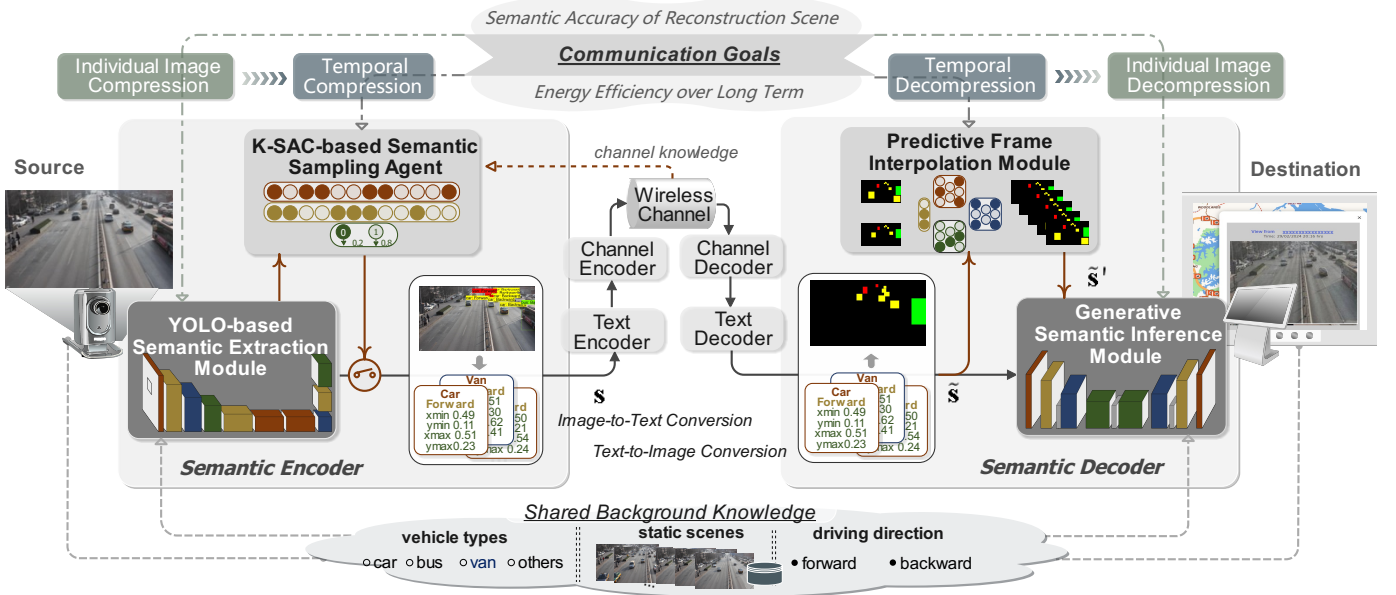 Semantic Accuracy of Reconstruction Scene
Communication Goals
Energy Efficiency over Long Term
Individual Image
Compression
Temporal
Compression
Temporal
Decompression
Individual Image
Decompression
Source
K-SAC-based Semantic
Sampling Agent
0
1
0.2
0.8
channel knowledge
Wireless
Channel
Channel
Encoder
Channel
Decoder
Text
Encoder
Text
Decoder
Predictive Frame
Interpolation Module
Destination
View from
YOLO-based
Semantic Extraction
Module
Van
Car
Forward
xmin 0.49
ymin 0.11
xmax 0.51
ymax0.23
s
Image-to-Text Conversion
Text-to-Image Conversion
Van
Car
Forward
xmin 0.49
ymin 0.11
xmax 0.51
ymax0.23
s̃
s̃'
Generative
Semantic Inference
Module
Semantic Encoder
Semantic Decoder
Shared Background Knowledge
vehicle types
car bus van others
static scenes
driving direction
forward backward